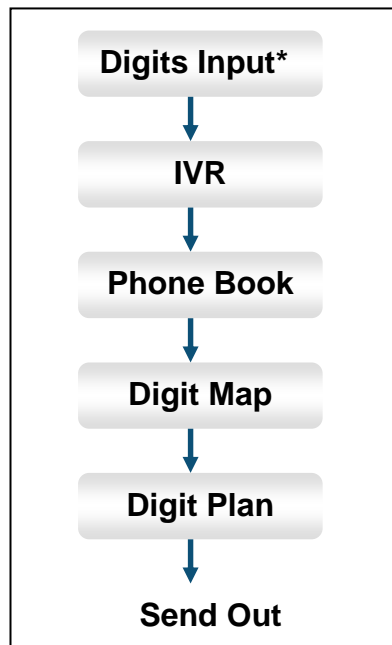 Digits Input*
IVR
Phone Book
Digit Map
Digit Plan
Send Out